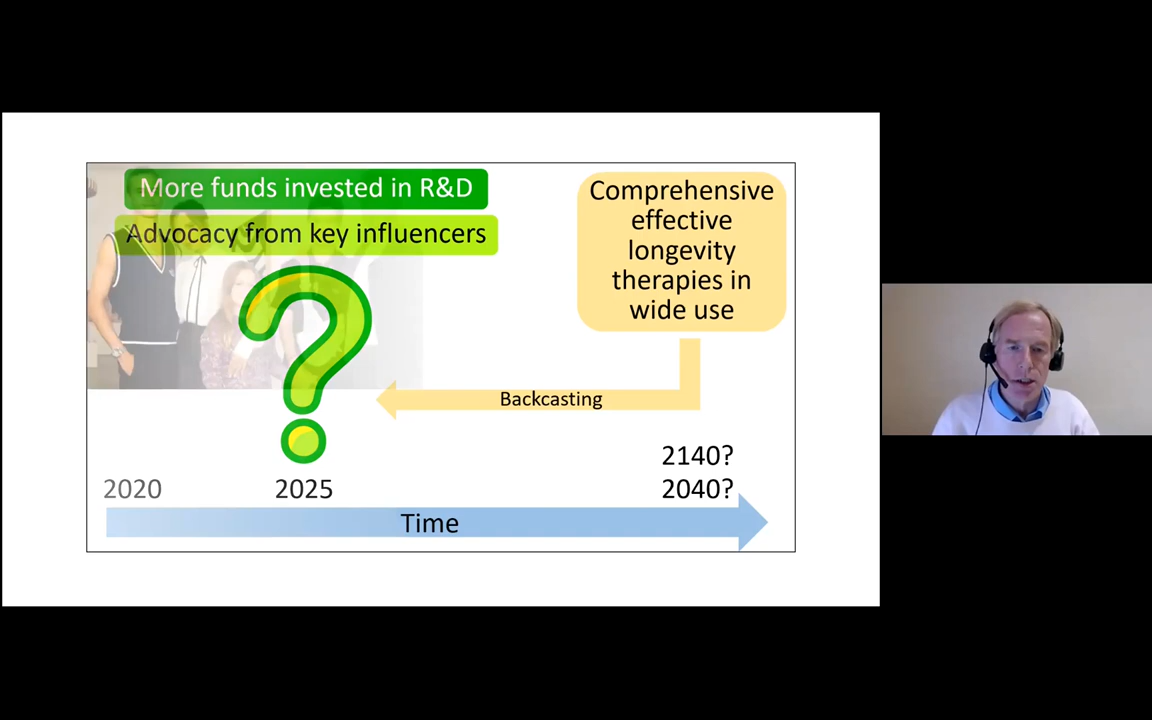 More funds invested in R&D
Advocacy from key influencers
Comprehensive
effective
longevity
therapies in
wide use
Backcasting
2140?
2020
2025
2040?
Time